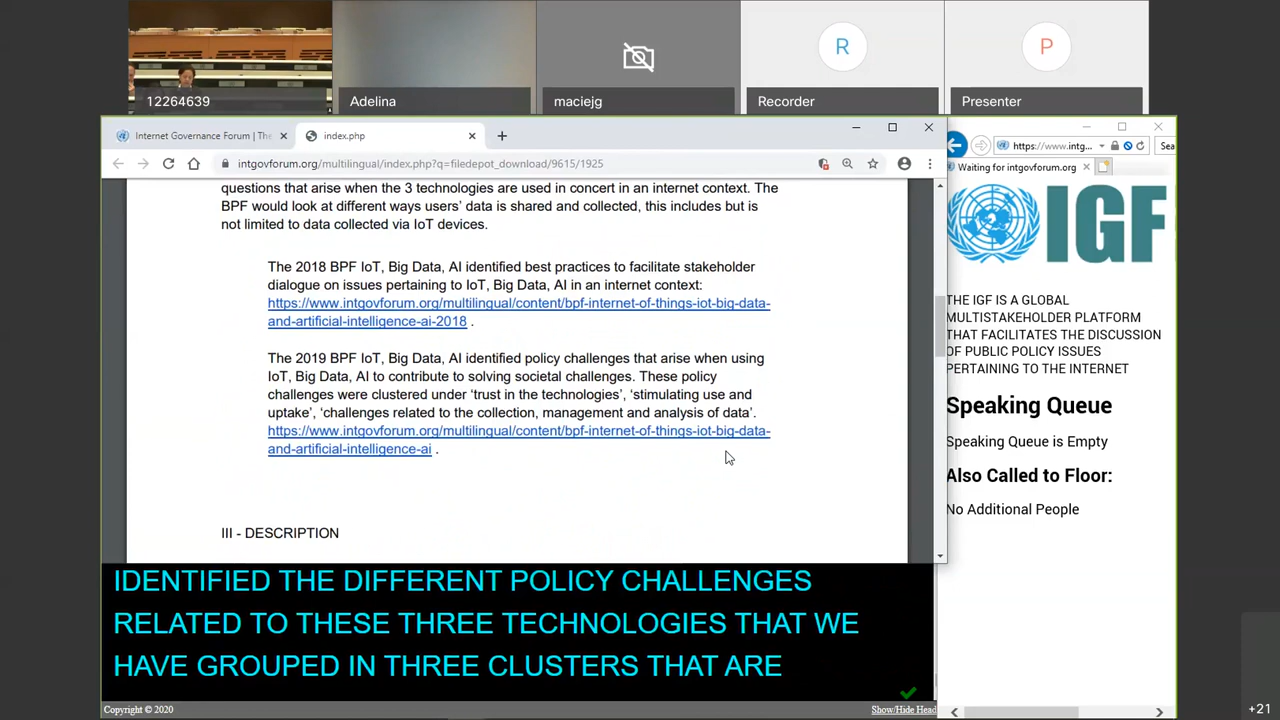 12264639
Adelina
maciejg
R
Recorder
P
Presenter
Internet Governance Forum | The
index.php
intgovforum.org/multilingual/index.php?q=filedepot_download/9615/1925
questions that arise when the 3 technologies are used in concert in an internet context. The
BPF would look at different ways users' data is shared and collected, this includes but is
not limited to data collected via IoT devices.
The 2018 BPF IoT, Big Data, AI identified best practices to facilitate stakeholder
dialogue on issues pertaining to IoT, Big Data, AI in an internet context:
https://www.intgovforum.org/multilingual/content/bpf-internet-of-things-iot-big-data-
and-artificial-intelligence-ai-2018 .
The 2019 BPF IoT, Big Data, AI identified policy challenges that arise when using
IoT, Big Data, AI to contribute to solving societal challenges. These policy
challenges were clustered under 'trust in the technologies', 'stimulating use and
uptake', 'challenges related to the collection, management and analysis of data'.
https://www.intgovforum.org/multilingual/content/bpf-internet-of-things-iot-big-data-
and-artificial-intelligence-ai .
III - DESCRIPTION
https://www.intg...
Sea
Waiting for intgovforum.org
IGF
THE IGF IS A GLOBAL
MULTISTAKEHOLDER PLATFORM
THAT FACILITATES THE DISCUSSION
OF PUBLIC POLICY ISSUES
PERTAINING TO THE INTERNET
Speaking Queue
Speaking Queue is Empty
Also Called to Floor:
No Additional People
IDENTIFIED THE DIFFERENT POLICY CHALLENGES
RELATED TO THESE THREE TECHNOLOGIES THAT WE
HAVE GROUPED IN THREE CLUSTERS THAT ARE
Copyright © 2020
Show/Hide Head
+21